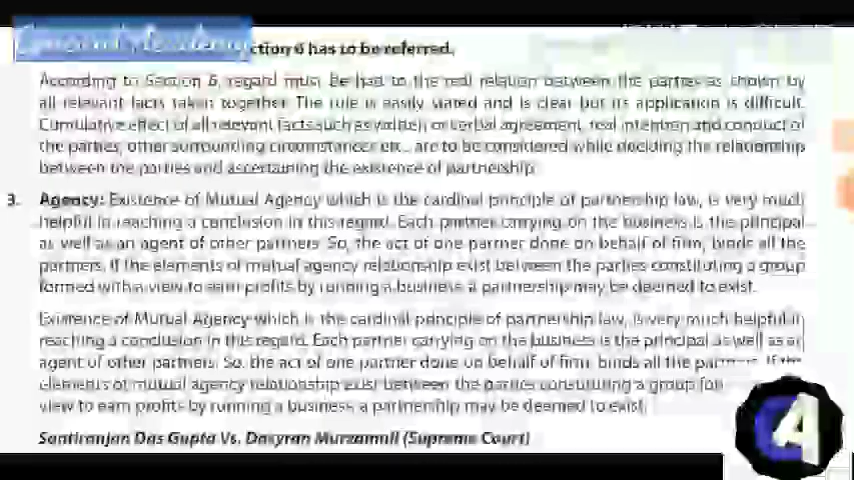 ction 6 has to be referred.
According to Section 6, regard must be had to the real relation between the parties as shown by
all relevant facts taken together. The rule is easily stated and is clear but its application is difficult.
Cumulative effect of all relevant facts such as written or verbal agreement, real intention and conduct of
the parties, other surrounding circumstances etc., are to be considered while deciding the relationship
between the parties and ascertaining the existence of partnership.
3. Agency: Existence of Mutual Agency which is the cardinal principle of partnership law, is very much
helpful in reaching a conclusion in this regard. Each partner carrying on the business is the principal
as well as an agent of other partners. So, the act of one partner done on behalf of firm, binds all the
partners. If the elements of mutual agency relationship exist between the parties constituting a group
formed with a view to earn profits by running a business a partnership may be deemed to exist.
Existence of Mutual Agency which is the cardinal principle of partnership law, is very much helpful in
reaching a conclusion in this regard. Each partner carrying on the business is the principal as well as an
agent of other partners. So, the act of one partner done on behalf of firm, binds all the partners. If the
elements of mutual agency relationship exist between the parties constituting a group for
view to earn profits by running a business a partnership may be deemed to exist.
Santiranjan Das Gupta Vs. Dasyran Murzamull (Supreme Court)